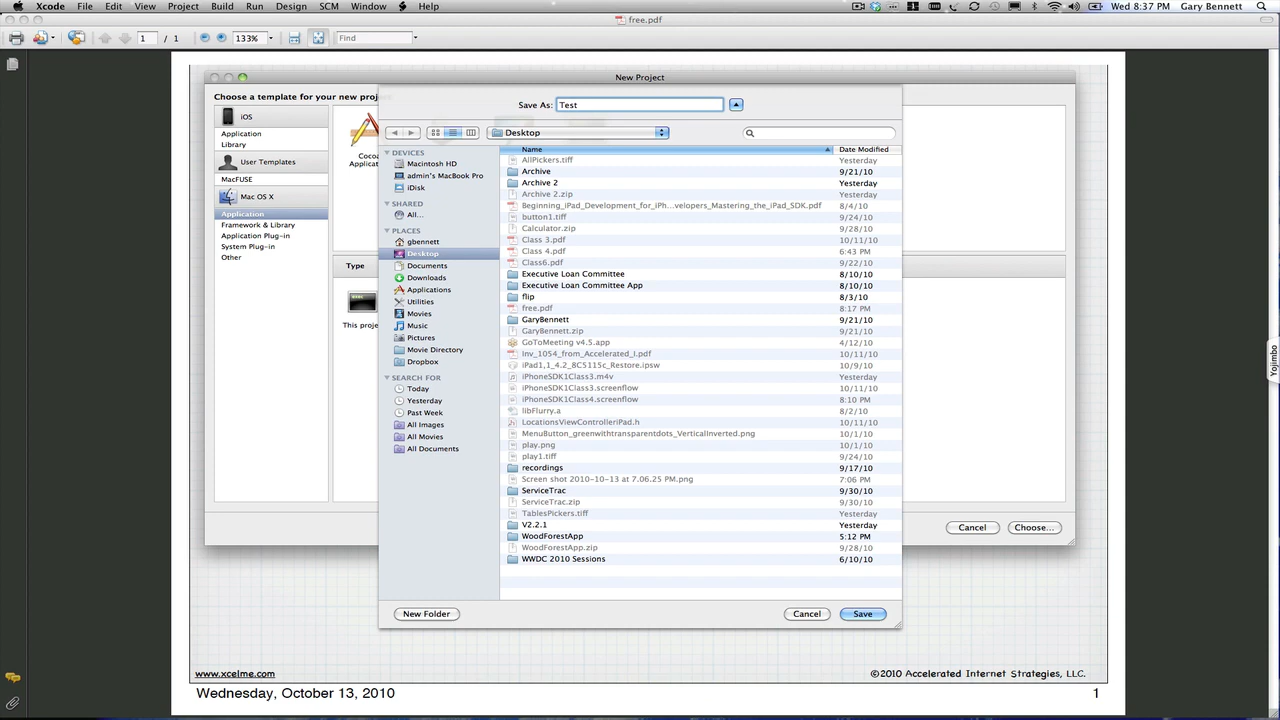 Xcode File Edit View Project Build Run Design SCM Window Help Wed 8:37 PM Gary Bennett
free.pdf
1 / 1 133% Find
New Project
Choose a template for your new proj
Save As: Test
Desktop
iOS
Application
Library
User Templates
MacFUSE
Mac OS X
Application
Framework & Library
Application Plug-in
System Plug-in
Other
Cocoa
Applicat
Type
This proje
DEVICES
Macintosh HD
admin's MacBook Pro
iDisk
SHARED
All...
PLACES
gbennett
Desktop
Documents
Downloads
Applications
Utilities
Movies
Music
Pictures
Movie Directory
Dropbox
SEARCH FOR
Today
Yesterday
Past Week
All Images
All Movies
All Documents
Name Date Modified
AllPickers.tiff Yesterday
Archive 9/21/10
Archive 2 Yesterday
Archive 2.zip Yesterday
Beginning_iPad_Development_for_iPh...velopers_Mastering_the_iPad_SDK.pdf 8/4/10
button1.tiff 9/24/10
Calculator.zip 9/28/10
Class 3.pdf 10/11/10
Class 4.pdf 6:43 PM
Class6.pdf 9/22/10
Executive Loan Committee 8/10/10
Executive Loan Committee App 8/10/10
flip 8/3/10
free.pdf 8:17 PM
GaryBennett 9/21/10
GaryBennett.zip 9/21/10
GoToMeeting v4.5.app 4/12/10
Inv_1054_from_Accelerated_I.pdf 10/11/10
iPad1,1_4.2_8C5115c_Restore.ipsw 10/9/10
iPhoneSDK1Class3.m4v Yesterday
iPhoneSDK1Class3.screenflow 10/11/10
iPhoneSDK1Class4.screenflow 8:10 PM
libFlurry.a 8/2/10
LocationsViewControlleriPad.h 10/11/10
MenuButton_greenwithtransparentdots_VerticalInverted.png 10/1/10
play.png 10/1/10
play1.tiff 9/24/10
recordings 9/17/10
Screen shot 2010-10-13 at 7.06.25 PM.png 7:06 PM
ServiceTrac 9/30/10
ServiceTrac.zip 9/30/10
TablesPickers.tiff Yesterday
V2.2.1 Yesterday
WoodForestApp 5:12 PM
WoodForestApp.zip 9/28/10
WWDC 2010 Sessions 6/10/10
Cancel Choose...
New Folder Cancel Save
Yojimbo
www.xcelme.com ©2010 Accelerated Internet Strategies, LLC.
Wednesday, October 13, 2010 1